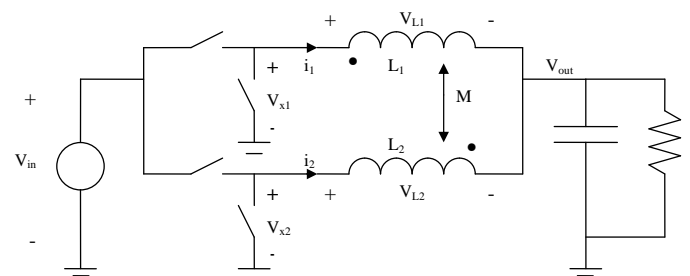 + V_L1 -
i_1 L_1
+ V_x1 -
V_out
M
+ V_in -
L_2
i_2 + V_L2 -
+ V_x2 -